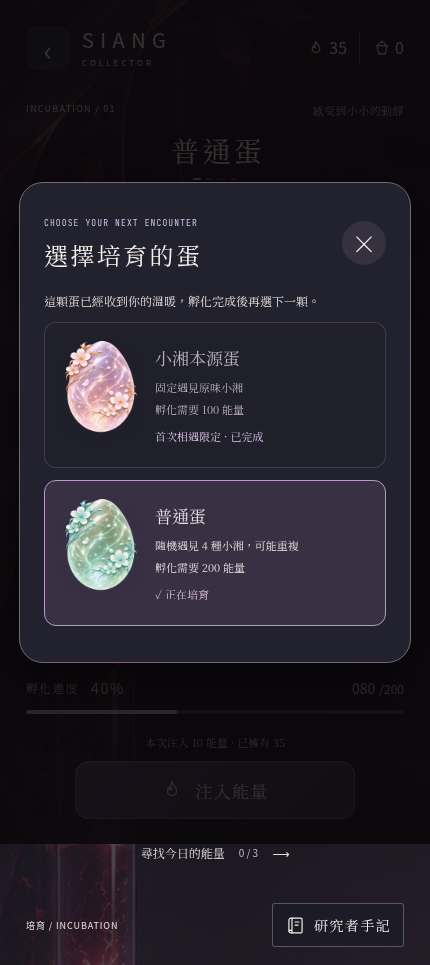 SIANG
COLLECTOR
35
0
INCUBATION / 01
感受到小小的動靜
普通蛋
CHOOSE YOUR NEXT ENCOUNTER
選擇培育的蛋
這顆蛋已經收到你的溫暖，孵化完成後再選下一顆。
小湘本源蛋
固定遇見原味小湘
孵化需要 100 能量
首次相遇限定 · 已完成
普通蛋
隨機遇見 4 種小湘，可能重複
孵化需要 200 能量
✓ 正在培育
孵化進度 40%
080 /200
本次注入 10 能量 · 已擁有 35
注入能量
尋找今日的能量 0/3 →
培育 / INCUBATION
研究者手記